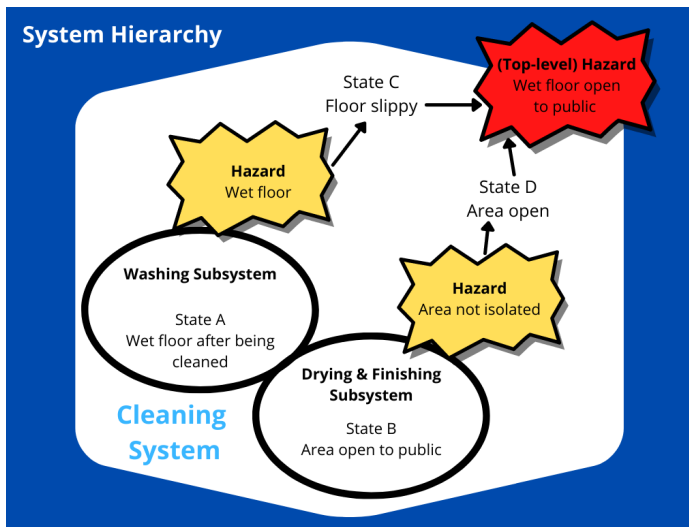 System Hierarchy
(Top-level) Hazard
Wet floor open
to public
State C
Floor slippy
Hazard
Wet floor
State D
Area open
Washing Subsystem
State A
Wet floor after being
cleaned
Hazard
Area not isolated
Drying & Finishing
Subsystem
State B
Area open to public
Cleaning
System